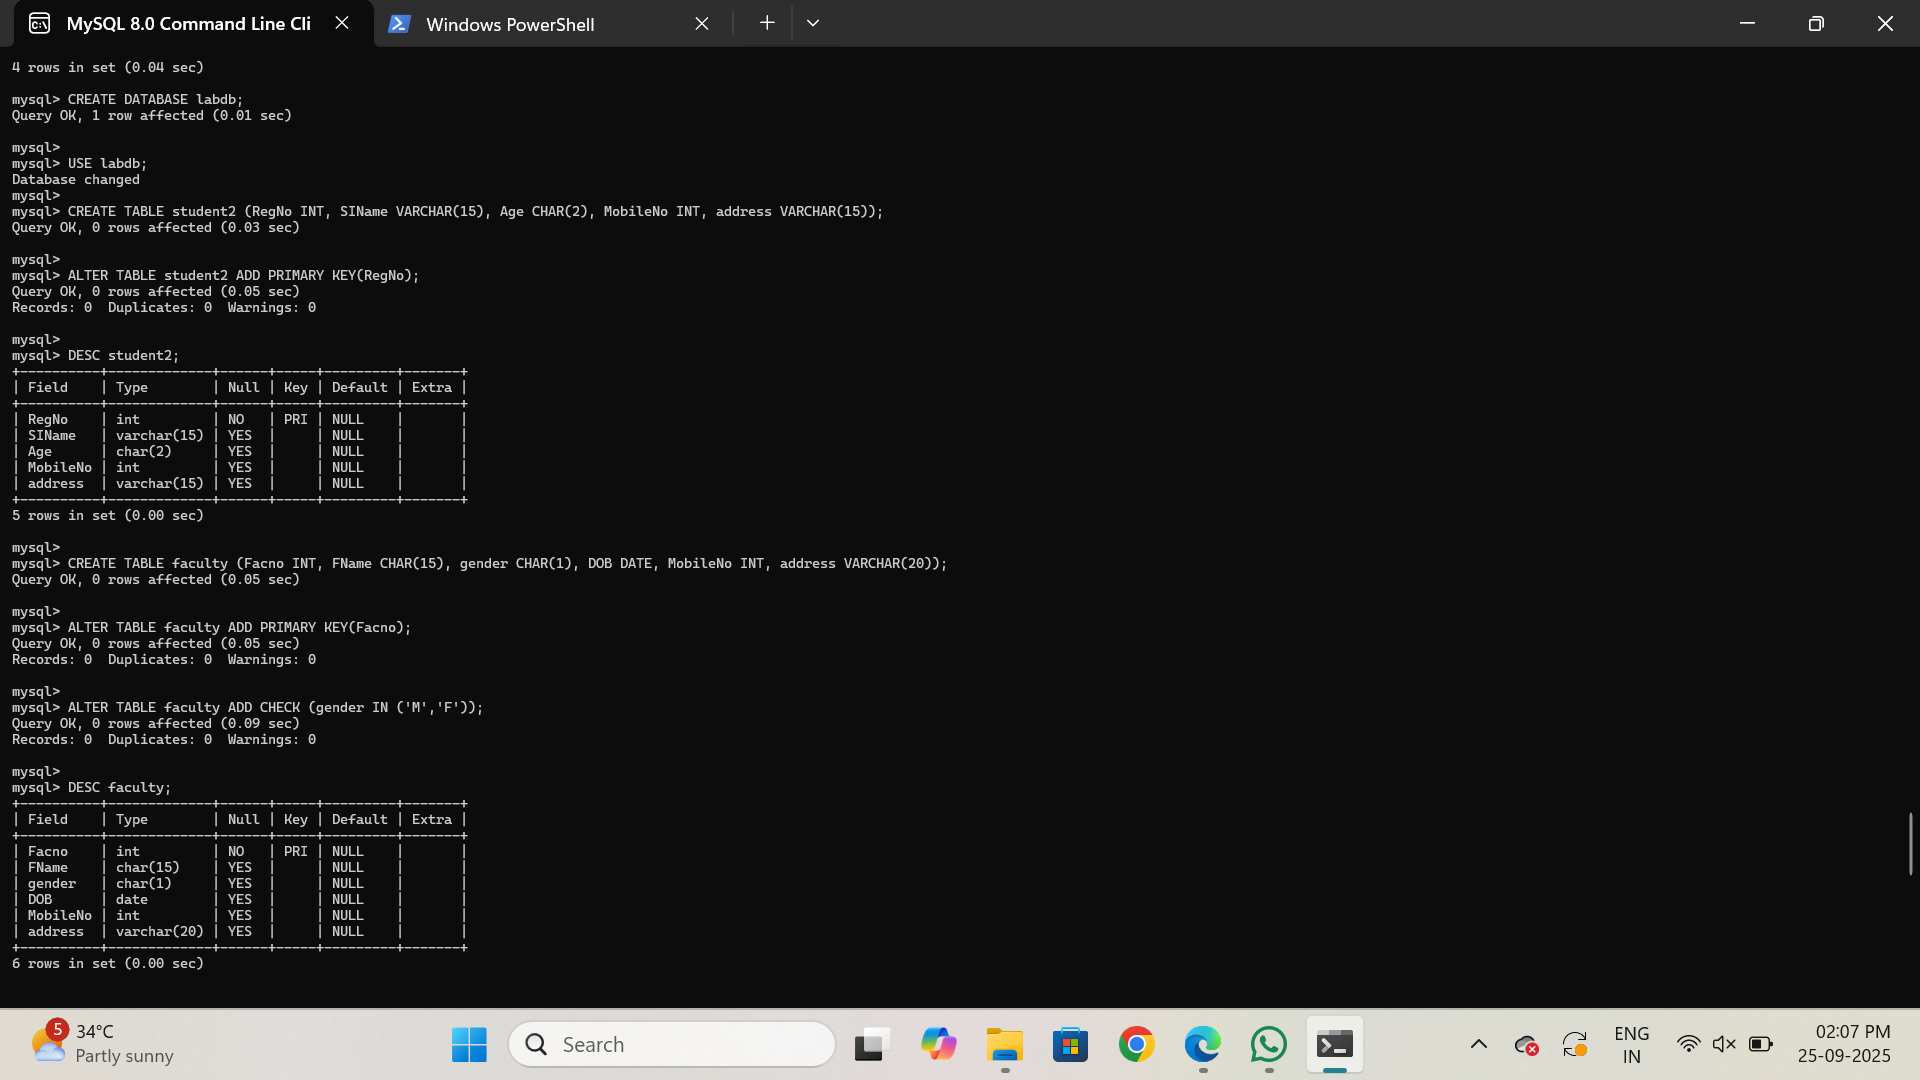 MySQL 8.0 Command Line Cli
Windows PowerShell
4 rows in set (0.04 sec)
mysql> CREATE DATABASE labdb;
Query OK, 1 row affected (0.01 sec)
mysql>
mysql> USE labdb;
Database changed
mysql>
mysql> CREATE TABLE student2 (RegNo INT, SIName VARCHAR(15), Age CHAR(2), MobileNo INT, address VARCHAR(15));
Query OK, 0 rows affected (0.03 sec)
mysql>
mysql> ALTER TABLE student2 ADD PRIMARY KEY(RegNo);
Query OK, 0 rows affected (0.05 sec)
Records: 0  Duplicates: 0  Warnings: 0
mysql>
mysql> DESC student2;
+----------+-------------+------+-----+---------+-------+
| Field    | Type        | Null | Key | Default | Extra |
+----------+-------------+------+-----+---------+-------+
| RegNo    | int         | NO   | PRI | NULL    |       |
| SIName   | varchar(15) | YES  |     | NULL    |       |
| Age      | char(2)     | YES  |     | NULL    |       |
| MobileNo | int         | YES  |     | NULL    |       |
| address  | varchar(15) | YES  |     | NULL    |       |
+----------+-------------+------+-----+---------+-------+
5 rows in set (0.00 sec)
mysql>
mysql> CREATE TABLE faculty (Facno INT, FName CHAR(15), gender CHAR(1), DOB DATE, MobileNo INT, address VARCHAR(20));
Query OK, 0 rows affected (0.05 sec)
mysql>
mysql> ALTER TABLE faculty ADD PRIMARY KEY(Facno);
Query OK, 0 rows affected (0.05 sec)
Records: 0  Duplicates: 0  Warnings: 0
mysql>
mysql> ALTER TABLE faculty ADD CHECK (gender IN ('M','F'));
Query OK, 0 rows affected (0.09 sec)
Records: 0  Duplicates: 0  Warnings: 0
mysql>
mysql> DESC faculty;
+----------+-------------+------+-----+---------+-------+
| Field    | Type        | Null | Key | Default | Extra |
+----------+-------------+------+-----+---------+-------+
| Facno    | int         | NO   | PRI | NULL    |       |
| FName    | char(15)    | YES  |     | NULL    |       |
| gender   | char(1)     | YES  |     | NULL    |       |
| DOB      | date        | YES  |     | NULL    |       |
| MobileNo | int         | YES  |     | NULL    |       |
| address  | varchar(20) | YES  |     | NULL    |       |
+----------+-------------+------+-----+---------+-------+
6 rows in set (0.00 sec)
5
34°C
Partly sunny
Search
ENG
IN
02:07 PM
25-09-2025